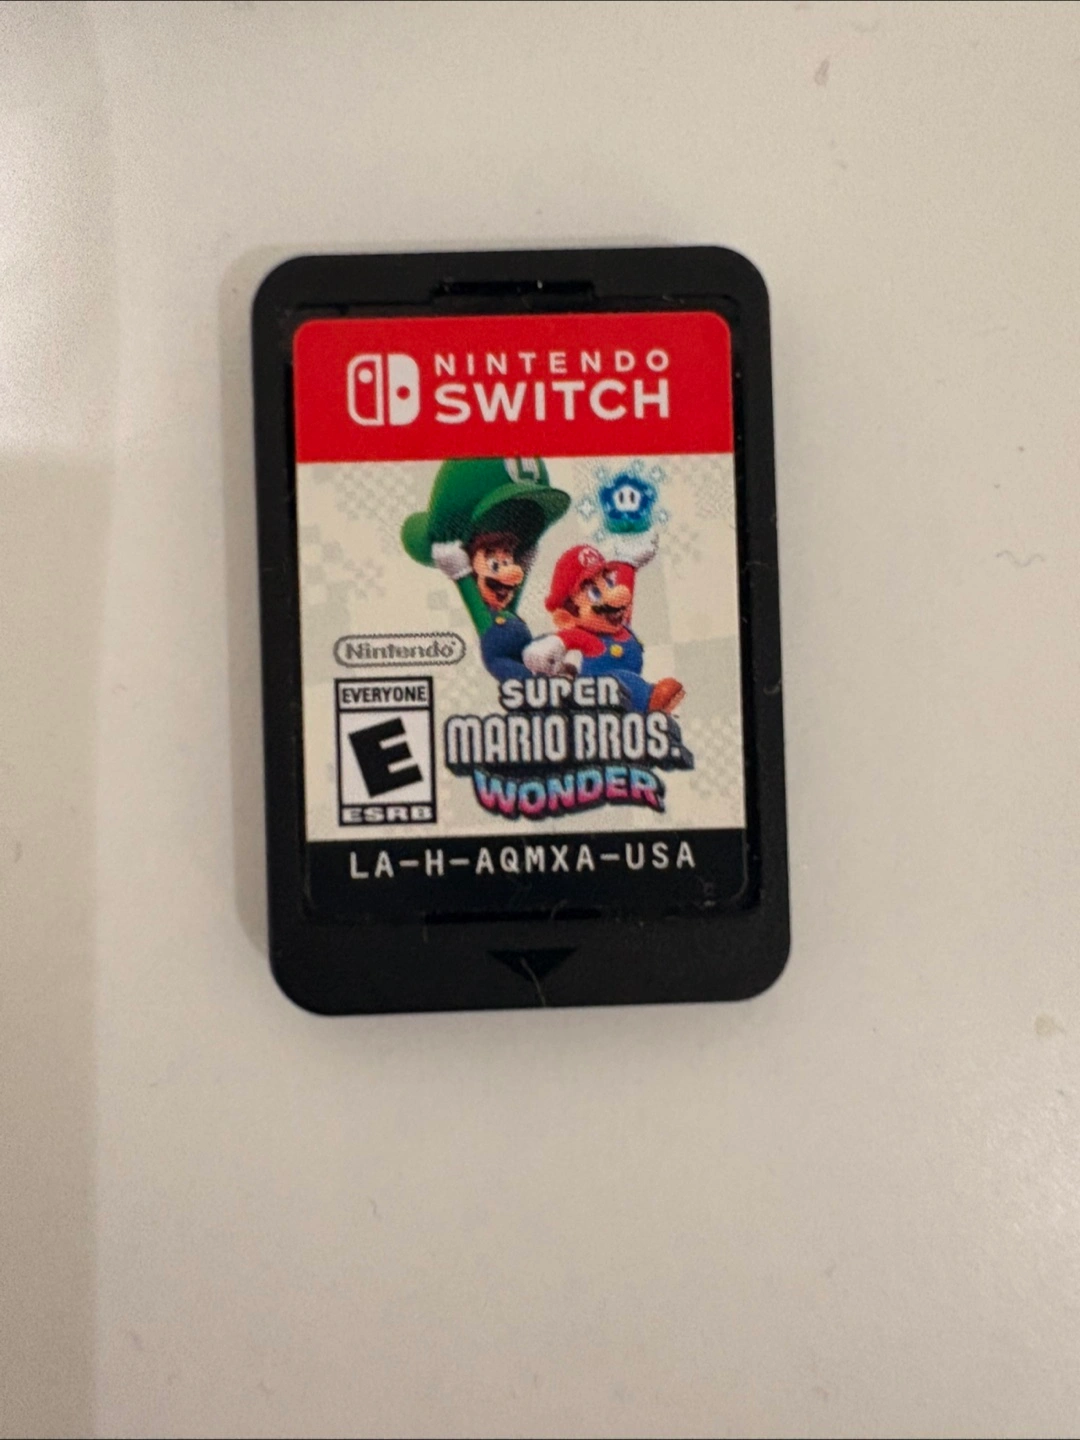 NINTENDO
SWITCH
L
M
Nintendo
EVERYONE
E
ESRB
SUPER
MARIO BROS.
WONDER
LA-H-AQMXA-USA